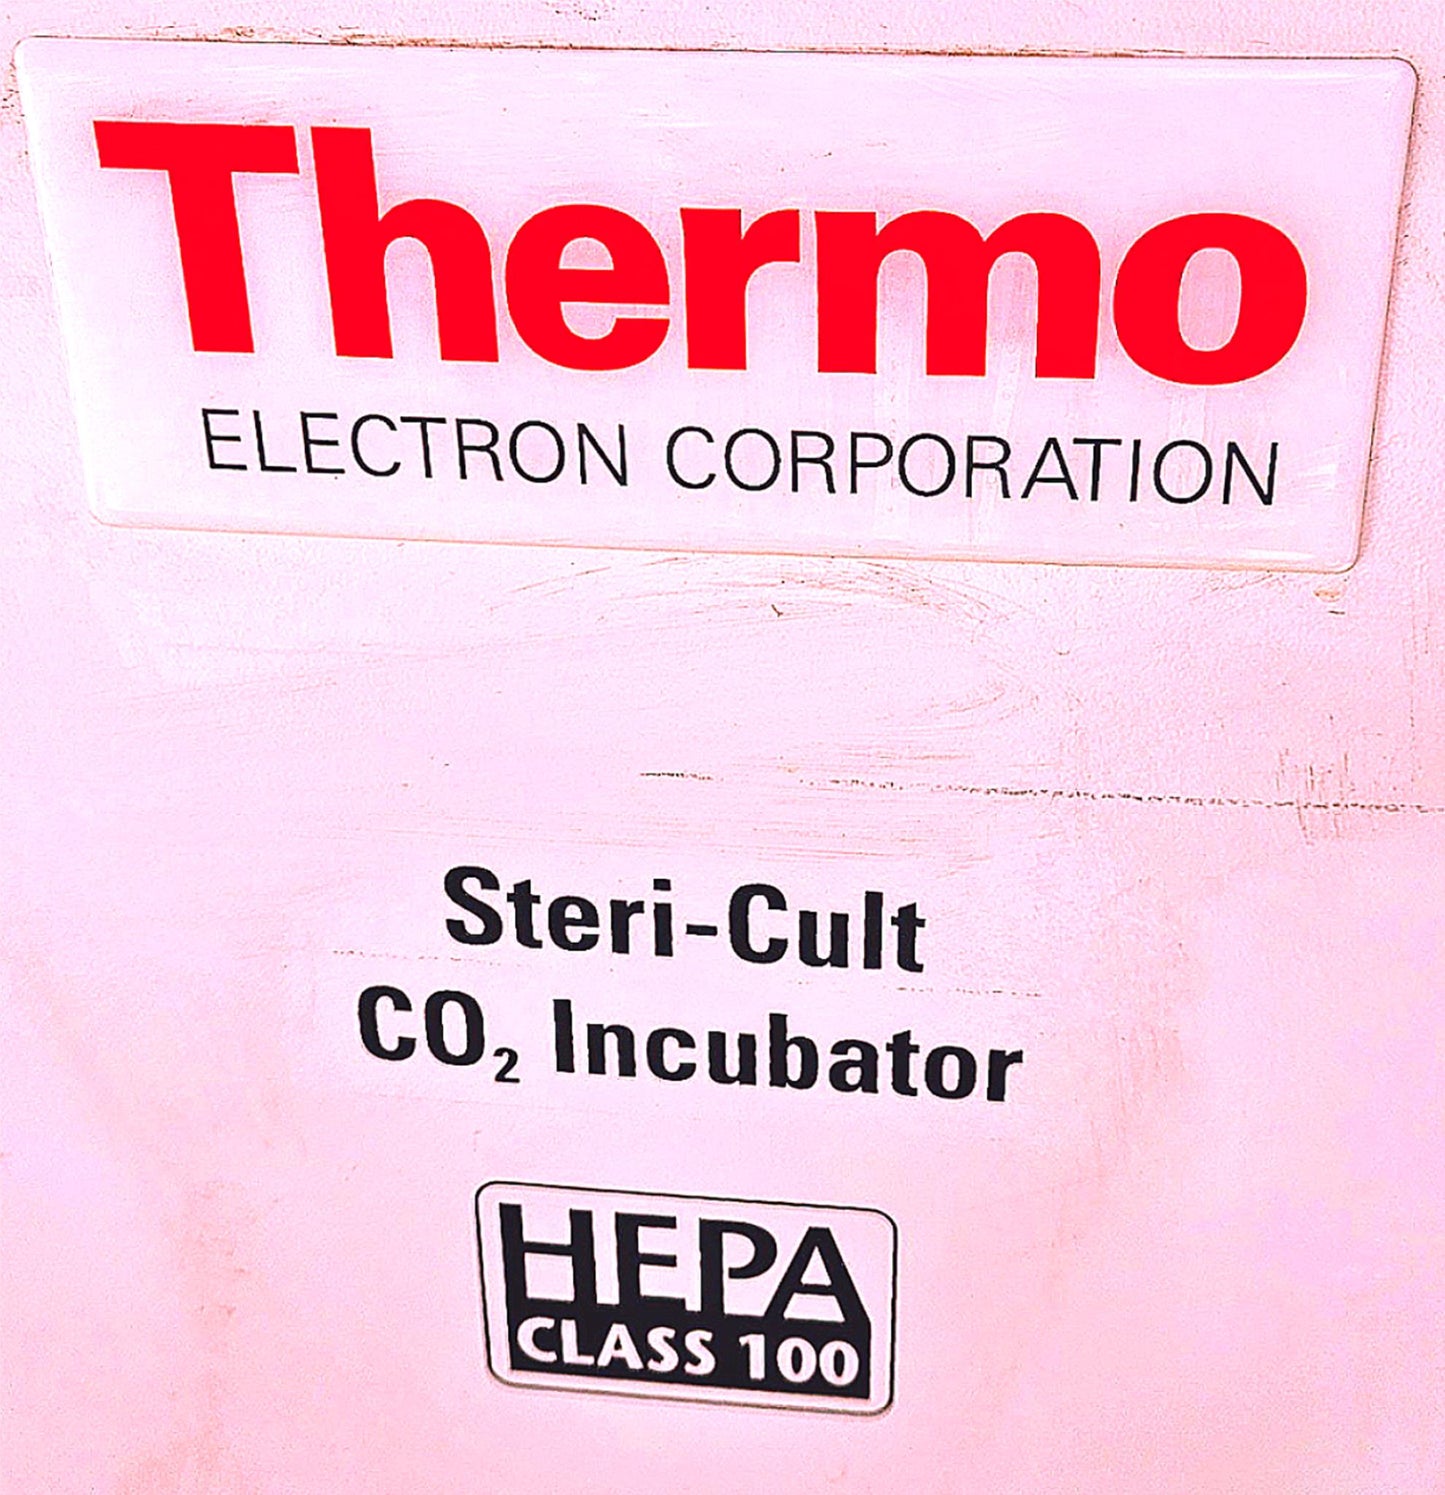 Thermo
ELECTRON CORPORATION
Steri-Cult
CO₂ Incubator
HEPA
CLASS 100